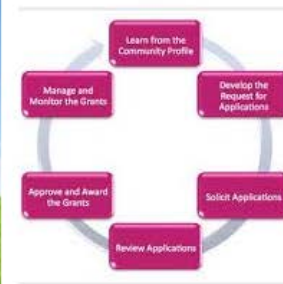 Learn from the
Community Profile
Develop the
Request for
Applications
Solicit Applications
Review Applications
Approve and Award
the Grants
Manage and
Monitor the Grants